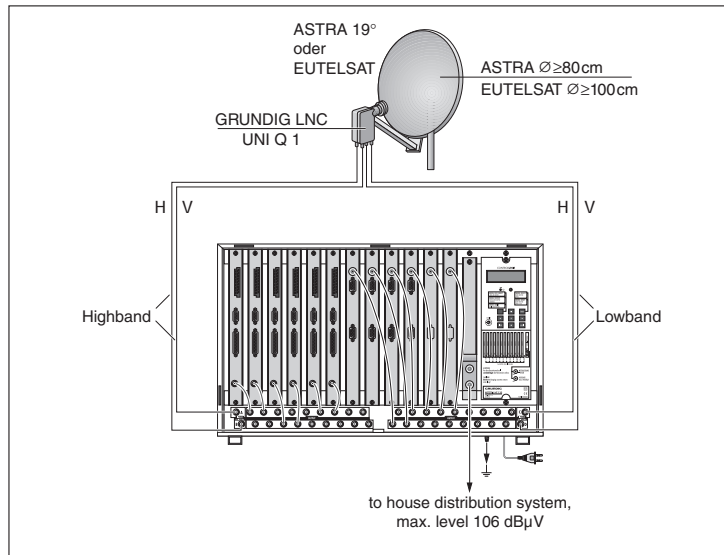 ASTRA 19°
oder
EUTELSAT
ASTRA Ø≥80cm
EUTELSAT Ø≥100cm
GRUNDIG LNC
UNI Q 1
H V
H V
Highband
Lowband
to house distribution system,
max. level 106 dBµV